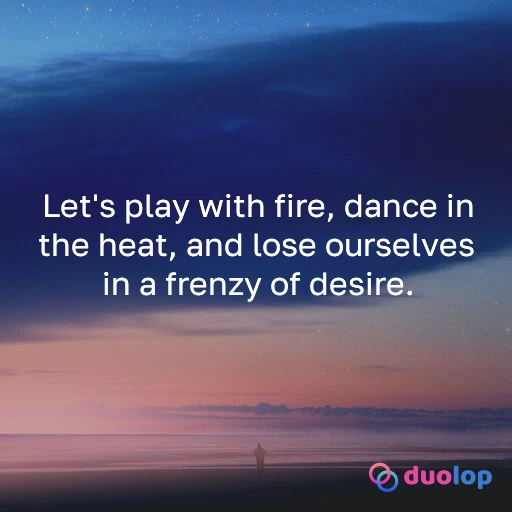 Let's play with fire, dance in
the heat, and lose ourselves
in a frenzy of desire.
duolop